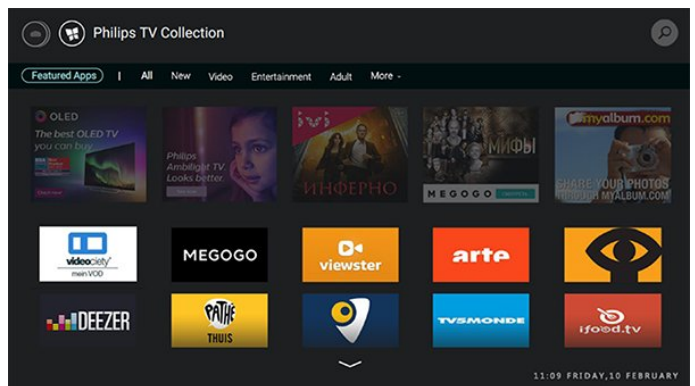 Philips TV Collection
Featured Apps | All New Video Entertainment Adult More
OLED
The best OLED TV
you can buy
Philips
Ambilight TV.
Looks better.
ivi
ИНФЕРНО
МИФЫ
MEGOGO
myalbum.com
SHARE YOUR PHOTOS
THROUGH MYALBUM.COM
videociety
mein VOD
MEGOGO
viewster
arte
DEEZER
PATHÉ
THUIS
TV5MONDE
ifood.tv
11:09 FRIDAY,10 FEBRUARY